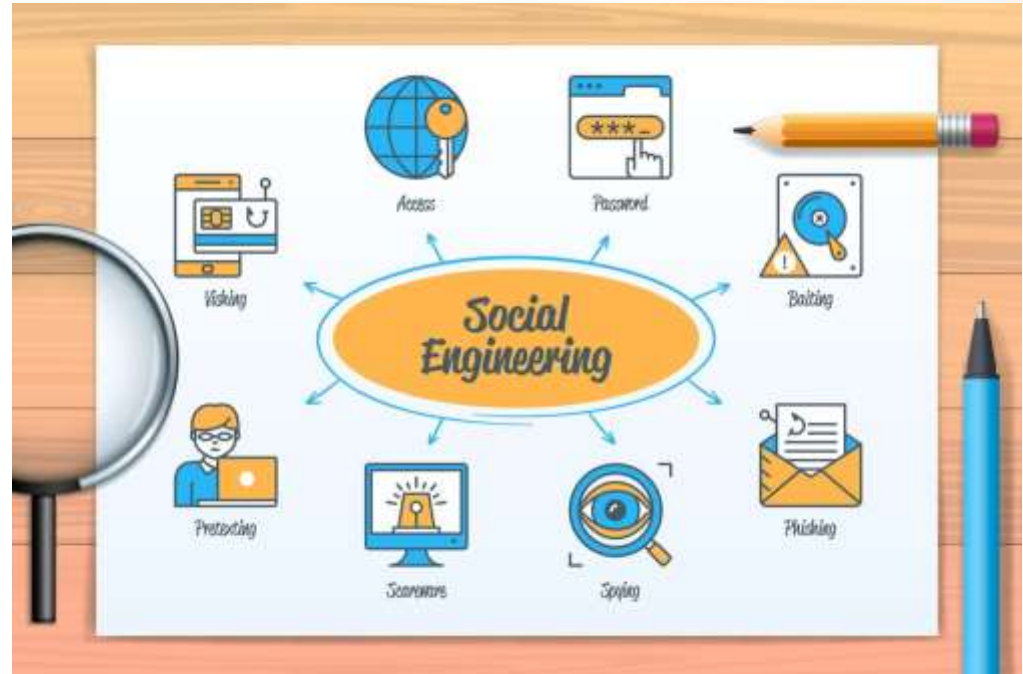 Access
Password
***_
Vishing
Baiting
Social
Engineering
Pretexting
Phishing
Scareware
Spying